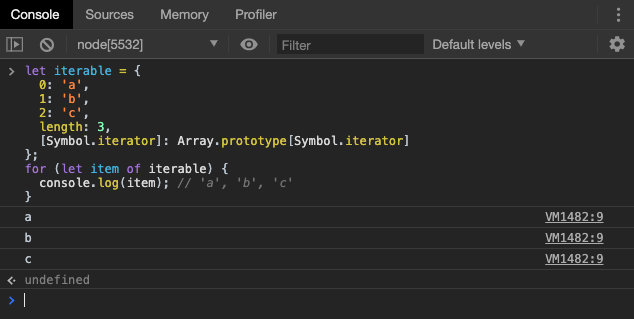 Console Sources Memory Profiler
node[5532] ▼ Filter Default levels ▼
> let iterable = {
  0: 'a',
  1: 'b',
  2: 'c',
  length: 3,
  [Symbol.iterator]: Array.prototype[Symbol.iterator]
};
for (let item of iterable) {
  console.log(item); // 'a', 'b', 'c'
}
a VM1482:9
b VM1482:9
c VM1482:9
undefined
>